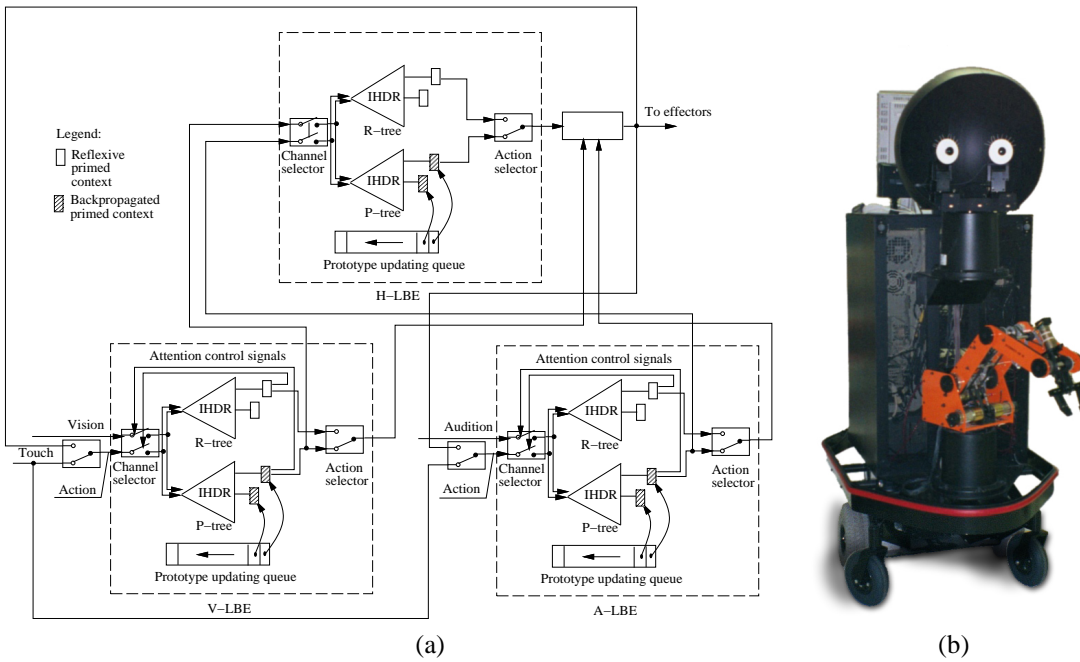 Legend:
Reflexive
primed
context
Backpropagated
primed context
IHDR
R-tree
Channel
selector
IHDR
P-tree
Action
selector
To effectors
Prototype updating queue
H-LBE
Attention control signals
IHDR
R-tree
Vision
Touch
Action
Channel
selector
IHDR
P-tree
Action
selector
Prototype updating queue
V-LBE
Attention control signals
IHDR
R-tree
Audition
Action
Channel
selector
IHDR
P-tree
Action
selector
Prototype updating queue
A-LBE
(a)
(b)